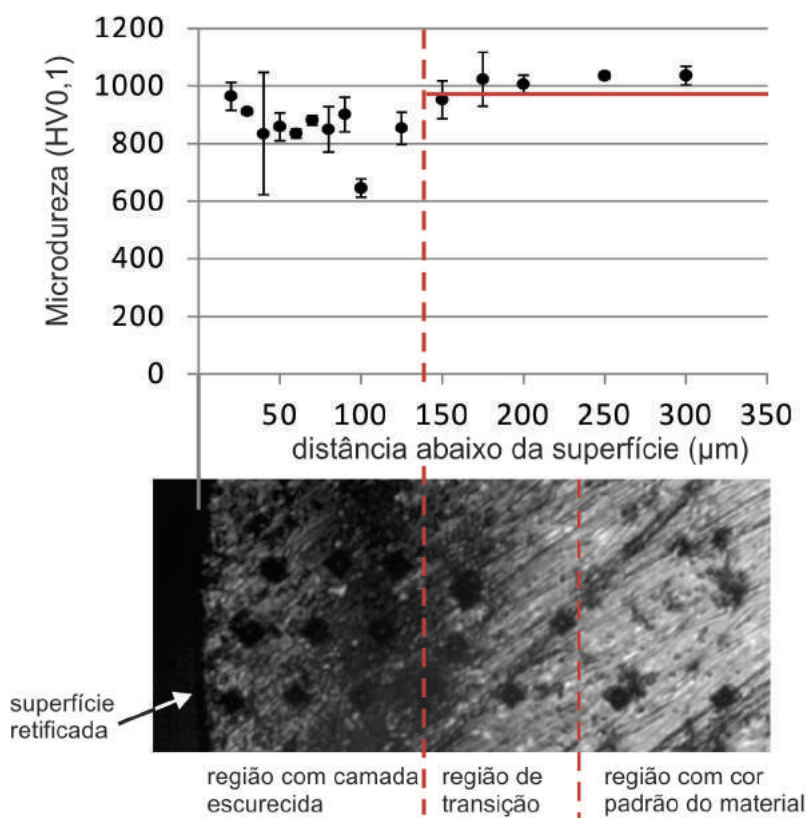 1200
1000
800
600
400
200
0
Microdureza (HV0,1)
50 100 150 200 250 300 350
distância abaixo da superfície (µm)
superfície
retificada
região com camada
escurecida
região de
transição
região com cor
padrão do material